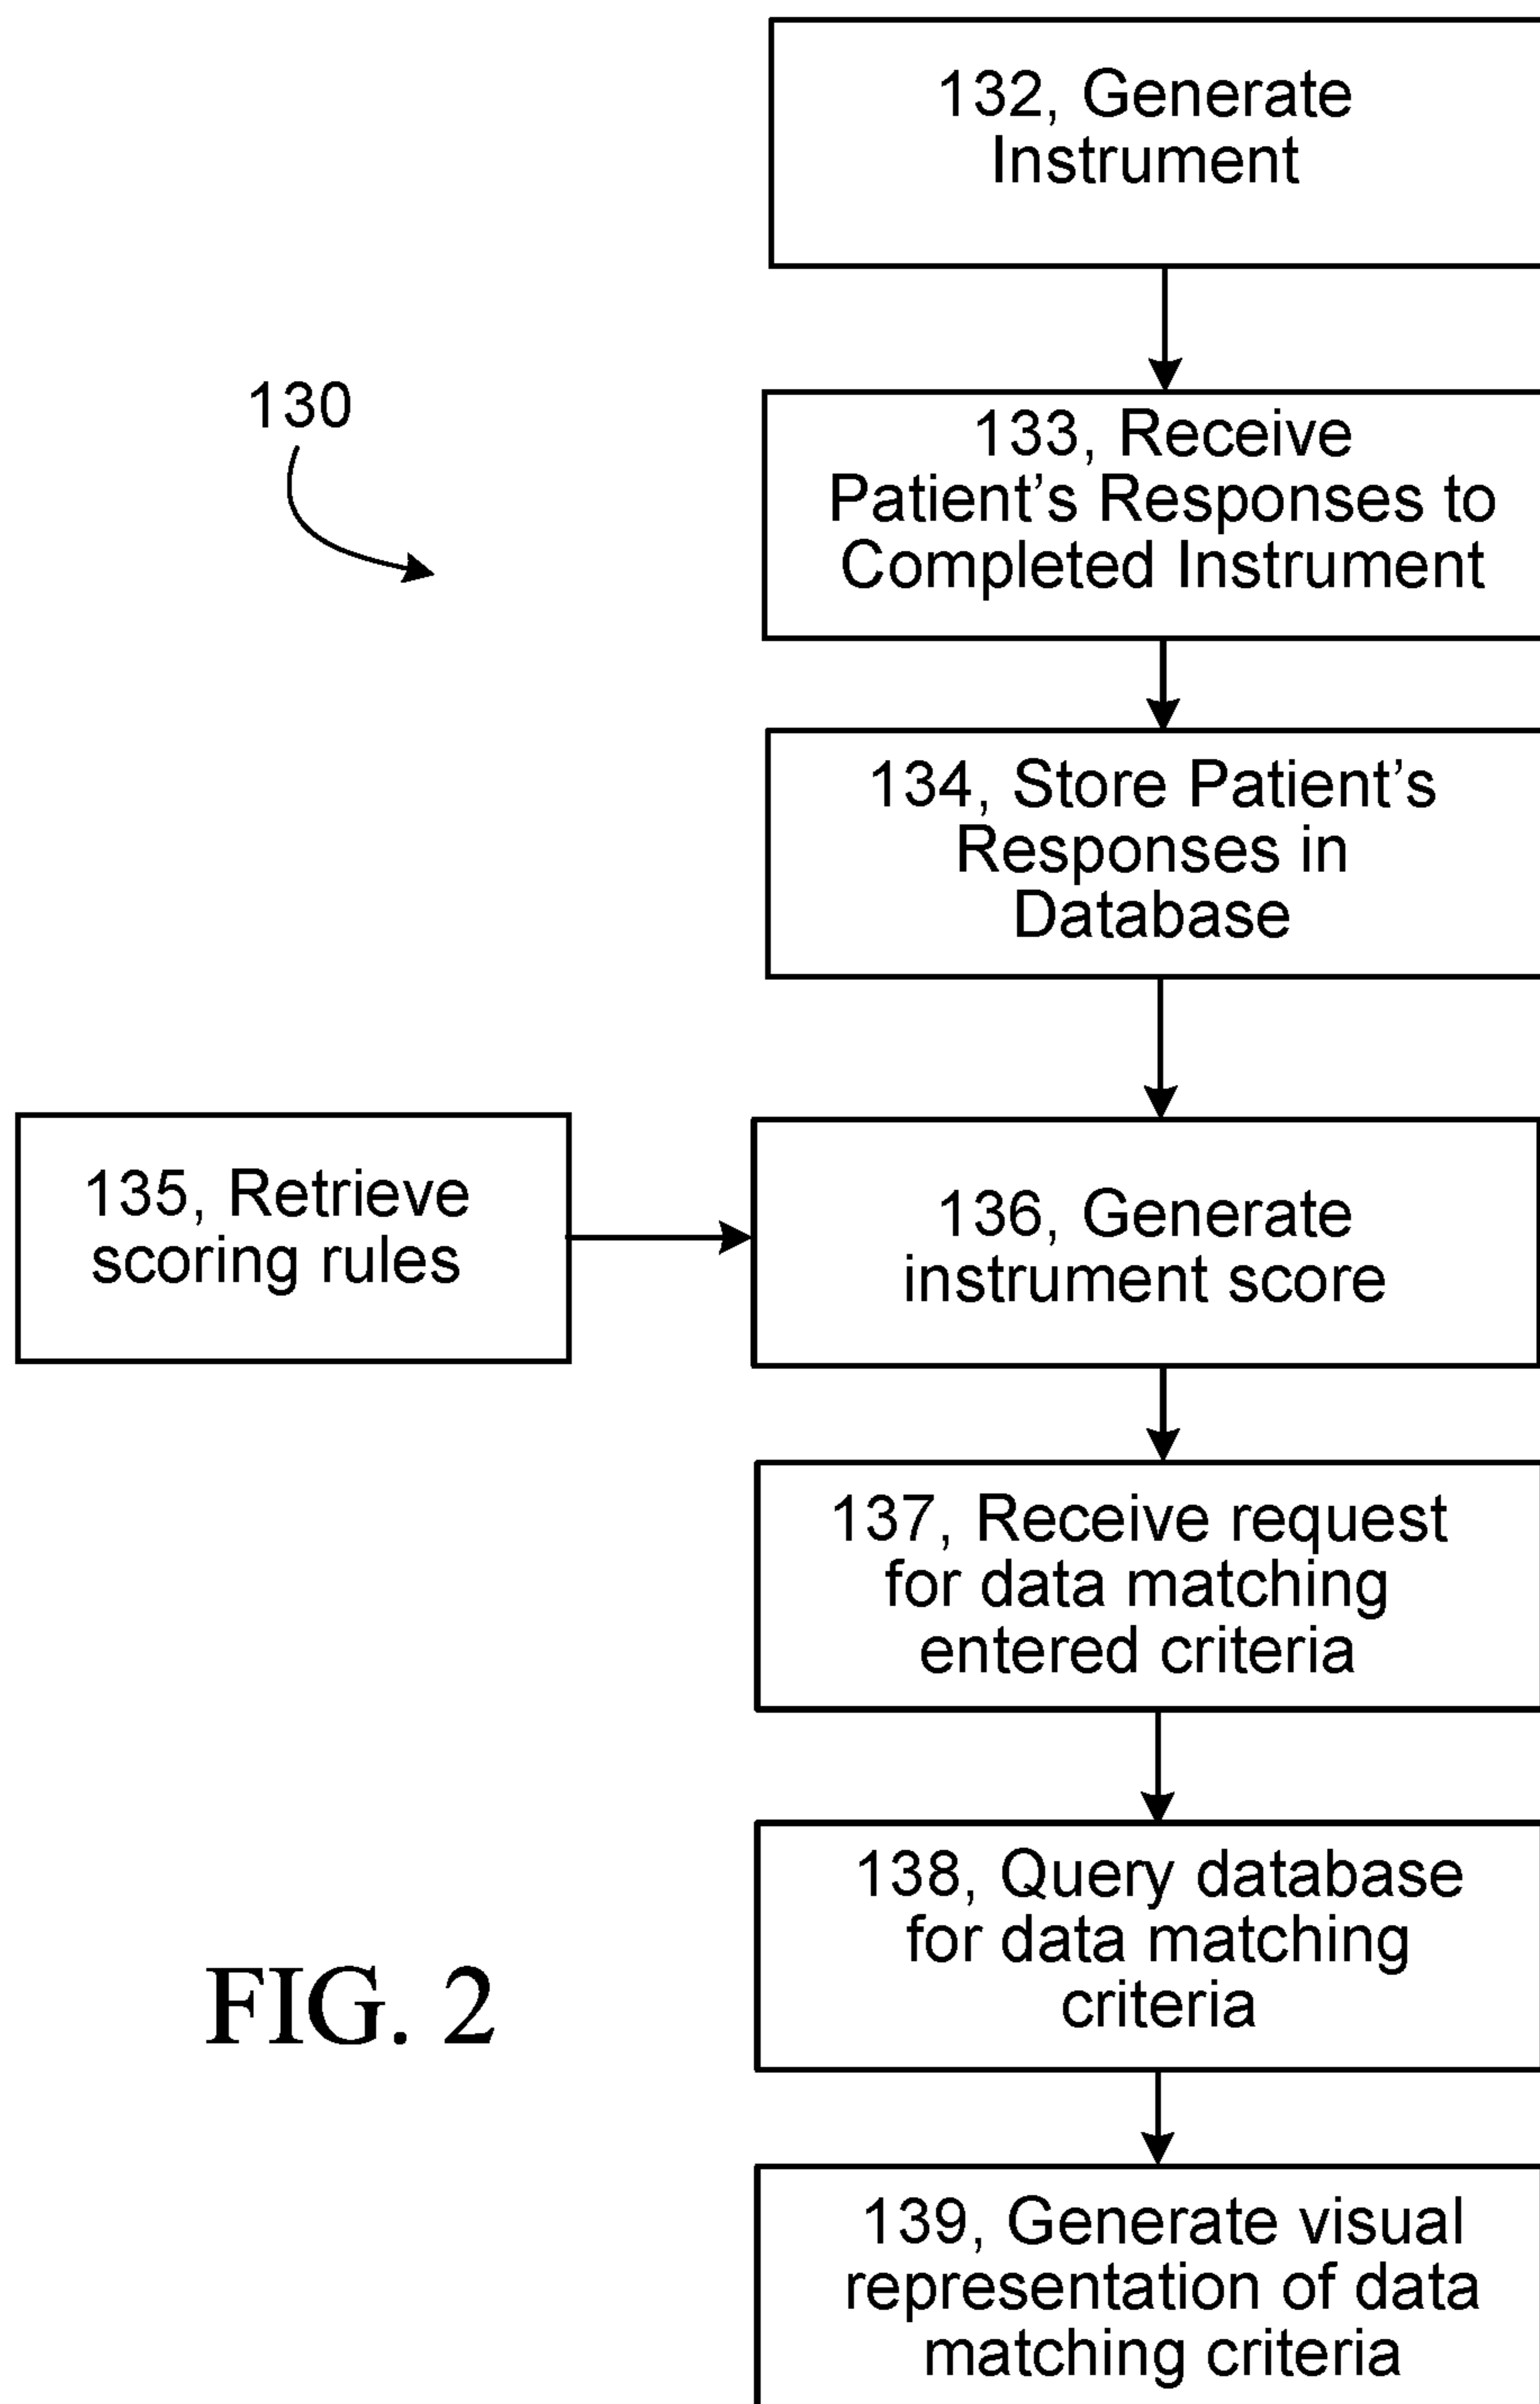 132, Generate
Instrument
130
133, Receive
Patient’s Responses to
Completed Instrument
134, Store Patient’s
Responses in
Database
135, Retrieve
scoring rules
136, Generate
instrument score
137, Receive request
for data matching
entered criteria
138, Query database
for data matching
criteria
FIG. 2
139, Generate visual
representation of data
matching criteria